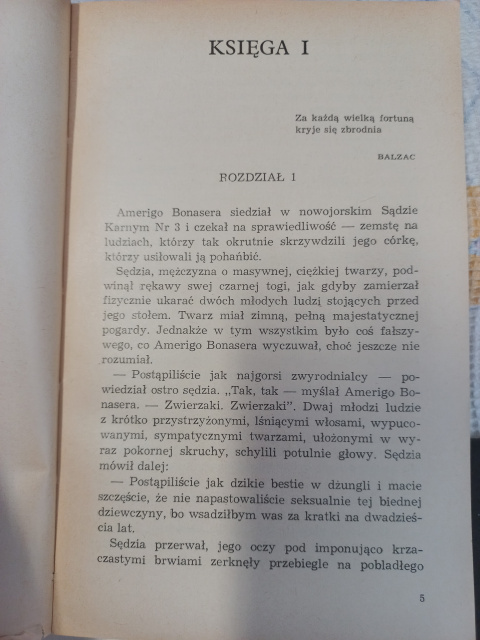 KSIĘGA I
Za każdą wielką fortuną
kryje się zbrodnia
BALZAC
ROZDZIAŁ 1
Amerigo Bonasera siedział w nowojorskim Sądzie
Karnym Nr 3 i czekał na sprawiedliwość — zemstę na
ludziach, którzy tak okrutnie skrzywdzili jego córkę,
którzy usiłowali ją pohańbić.
Sędzia, mężczyzna o masywnej, ciężkiej twarzy, pod-
winął rękawy swej czarnej togi, jak gdyby zamierzał
fizycznie ukarać dwóch młodych ludzi stojących przed
jego stołem. Twarz miał zimną, pełną majestatycznej
pogardy. Jednakże w tym wszystkim było coś fałszy-
wego, co Amerigo Bonasera wyczuwał, choć jeszcze nie
rozumiał.
— Postąpiliście jak najgorsi zwyrodnialcy — po-
wiedział ostro sędzia. „Tak, tak — myślał Amerigo Bo-
nasera. — Zwierzaki. Zwierzaki". Dwaj młodzi ludzie
z krótko przystrzyżonymi, lśniącymi włosami, wypuco-
wanymi, sympatycznymi twarzami, ułożonymi w wy-
raz pokornej skruchy, schylili potulnie głowy. Sędzia
mówił dalej:
— Postąpiliście jak dzikie bestie w dżungli i macie
szczęście, że nie napastowaliście seksualnie tej biednej
dziewczyny, bo wsadziłbym was za kratki na dwadzieś-
cia lat.
Sędzia przerwał, jego oczy pod imponująco krza-
czastymi brwiami zerknęły przebiegle na pobladłego
5